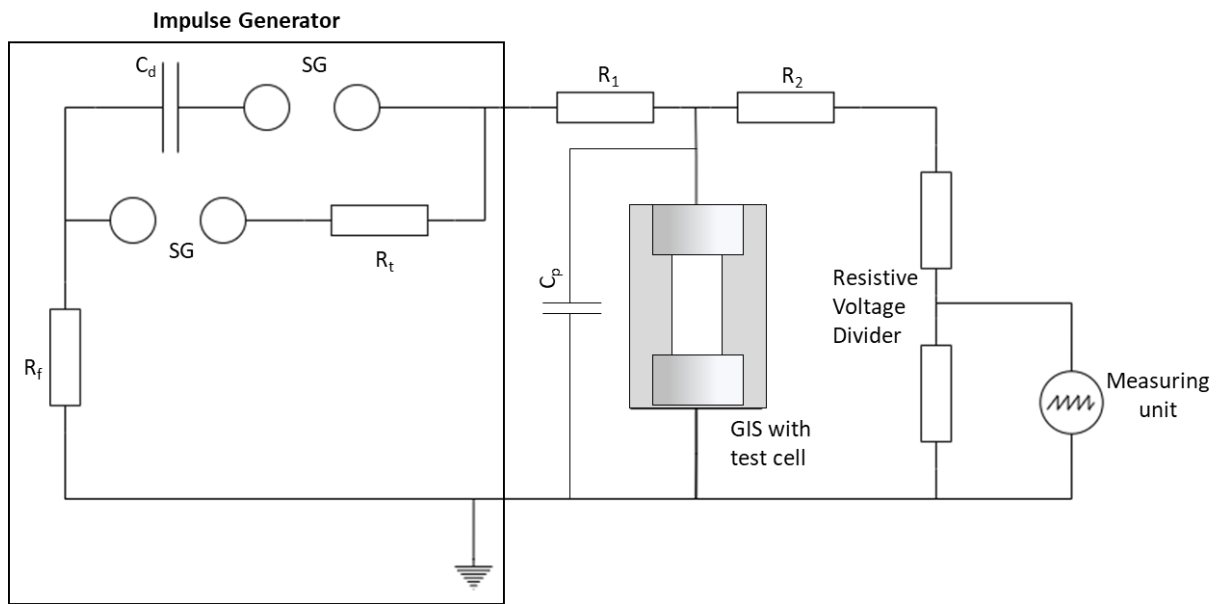 Impulse Generator
C_d
SG
R_1
R_2
SG
R_t
C_p
R_f
Resistive
Voltage
Divider
Measuring
unit
GIS with
test cell